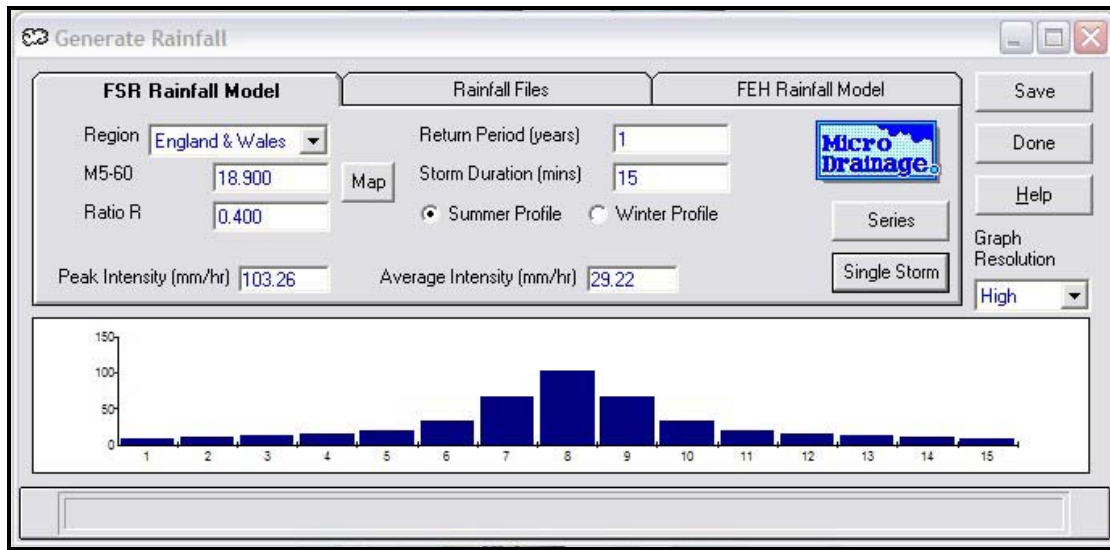 Generate Rainfall
FSR Rainfall Model
Rainfall Files
FEH Rainfall Model
Save
Done
Help
Graph
Resolution
High
Region
England & Wales
M5-60
18.900
Map
Ratio R
0.400
Return Period (years)
1
Storm Duration (mins)
15
Summer Profile
Winter Profile
Micro
Drainage
Series
Single Storm
Peak Intensity (mm/hr)
103.26
Average Intensity (mm/hr)
29.22
150
100
50
0
1 2 3 4 5 6 7 8 9 10 11 12 13 14 15